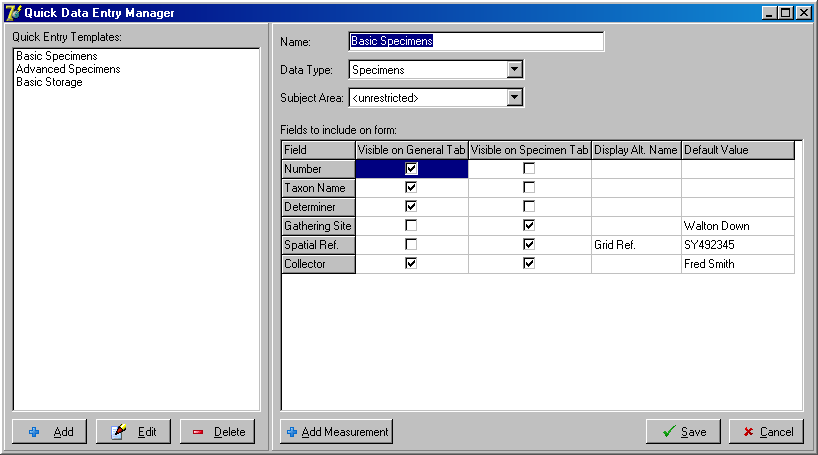 Quick Data Entry Manager
Quick Entry Templates:
Basic Specimens
Advanced Specimens
Basic Storage
Add
Edit
Delete
Name: Basic Specimens
Data Type: Specimens
Subject Area: <unrestricted>
Fields to include on form:
Field Visible on General Tab Visible on Specimen Tab Display Alt. Name Default Value
Number
Taxon Name
Determiner
Gathering Site Walton Down
Spatial Ref. Grid Ref. SY492345
Collector Fred Smith
Add Measurement
Save
Cancel